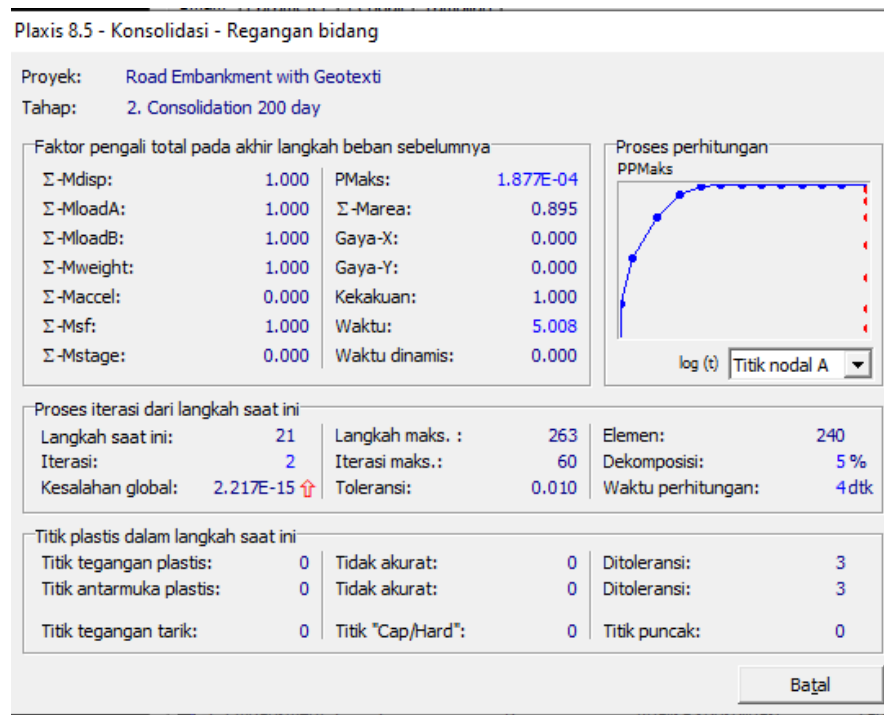 Plaxis 8.5 - Konsolidasi - Regangan bidang
Proyek: Road Embankment with Geotexti
Tahap: 2. Consolidation 200 day
Faktor pengali total pada akhir langkah beban sebelumnya
Σ-Mdisp: 1.000 PMaks: 1.877E-04
Σ-MloadA: 1.000 Σ-Marea: 0.895
Σ-MloadB: 1.000 Gaya-X: 0.000
Σ-Mweight: 1.000 Gaya-Y: 0.000
Σ-Maccel: 0.000 Kekakuan: 1.000
Σ-Msf: 1.000 Waktu: 5.008
Σ-Mstage: 0.000 Waktu dinamis: 0.000
Proses perhitungan
PPMaks
log (t) Titik nodal A
Proses iterasi dari langkah saat ini
Langkah saat ini: 21 Langkah maks. : 263 Elemen: 240
Iterasi: 2 Iterasi maks.: 60 Dekomposisi: 5 %
Kesalahan global: 2.217E-15 Toleransi: 0.010 Waktu perhitungan: 4 dtk
Titik plastis dalam langkah saat ini
Titik tegangan plastis: 0 Tidak akurat: 0 Ditoleransi: 3
Titik antarmuka plastis: 0 Tidak akurat: 0 Ditoleransi: 3
Titik tegangan tarik: 0 Titik "Cap/Hard": 0 Titik puncak: 0
Batal